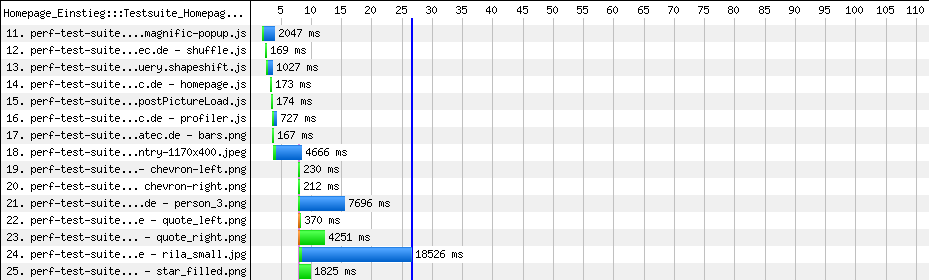 Homepage_Einstieg:::Testsuite_Homepag... 5 10 15 20 25 30 35 40 45 50 55 60 65 70 75 80 85 90 95 100 105 110
11. perf-test-suite....magnific-popup.js 2047 ms
12. perf-test-suite...ec.de - shuffle.js 169 ms
13. perf-test-suite...uery.shapeshift.js 1027 ms
14. perf-test-suite...c.de - homepage.js 173 ms
15. perf-test-suite...postPictureLoad.js 174 ms
16. perf-test-suite...c.de - profiler.js 727 ms
17. perf-test-suite...atec.de - bars.png 167 ms
18. perf-test-suite...ntry-1170x400.jpeg 4666 ms
19. perf-test-suite...- chevron-left.png 230 ms
20. perf-test-suite... chevron-right.png 212 ms
21. perf-test-suite....de - person_3.png 7696 ms
22. perf-test-suite...e - quote_left.png 370 ms
23. perf-test-suite... - quote_right.png 4251 ms
24. perf-test-suite...e - rila_small.jpg 18526 ms
25. perf-test-suite... - star_filled.png 1825 ms